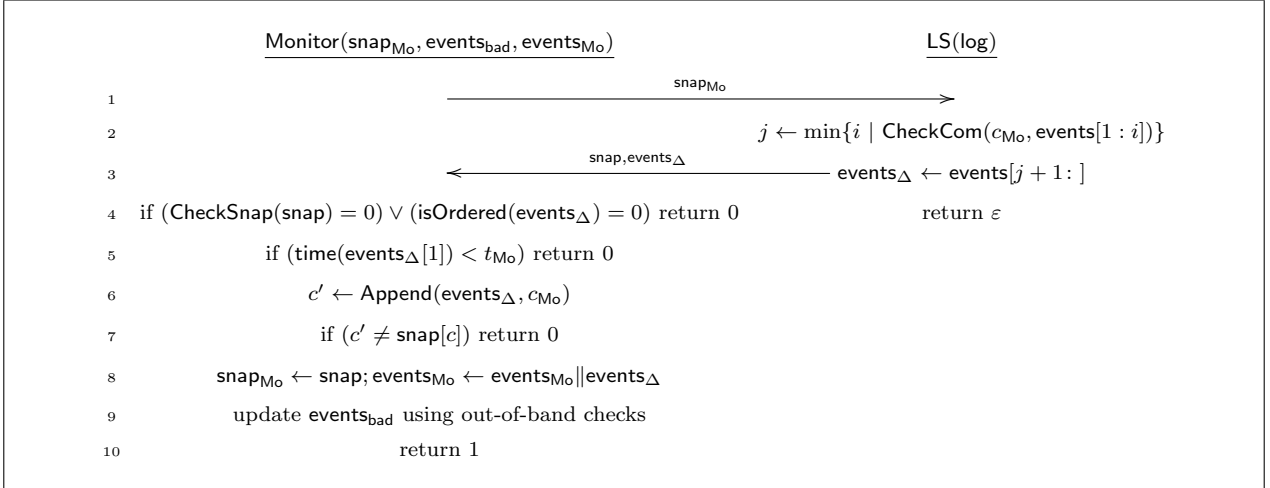 Monitor(snap_Mo, events_bad, events_Mo) LS(log)
1 snap_Mo
2 j ← min{i | CheckCom(c_Mo, events[1 : i])}
3 snap,events_Δ events_Δ ← events[j + 1: ]
4 if (CheckSnap(snap) = 0) ∨ (isOrdered(events_Δ) = 0) return 0 return ε
5 if (time(events_Δ[1]) < t_Mo) return 0
6 c′ ← Append(events_Δ, c_Mo)
7 if (c′ ≠ snap[c]) return 0
8 snap_Mo ← snap; events_Mo ← events_Mo‖events_Δ
9 update events_bad using out-of-band checks
10 return 1